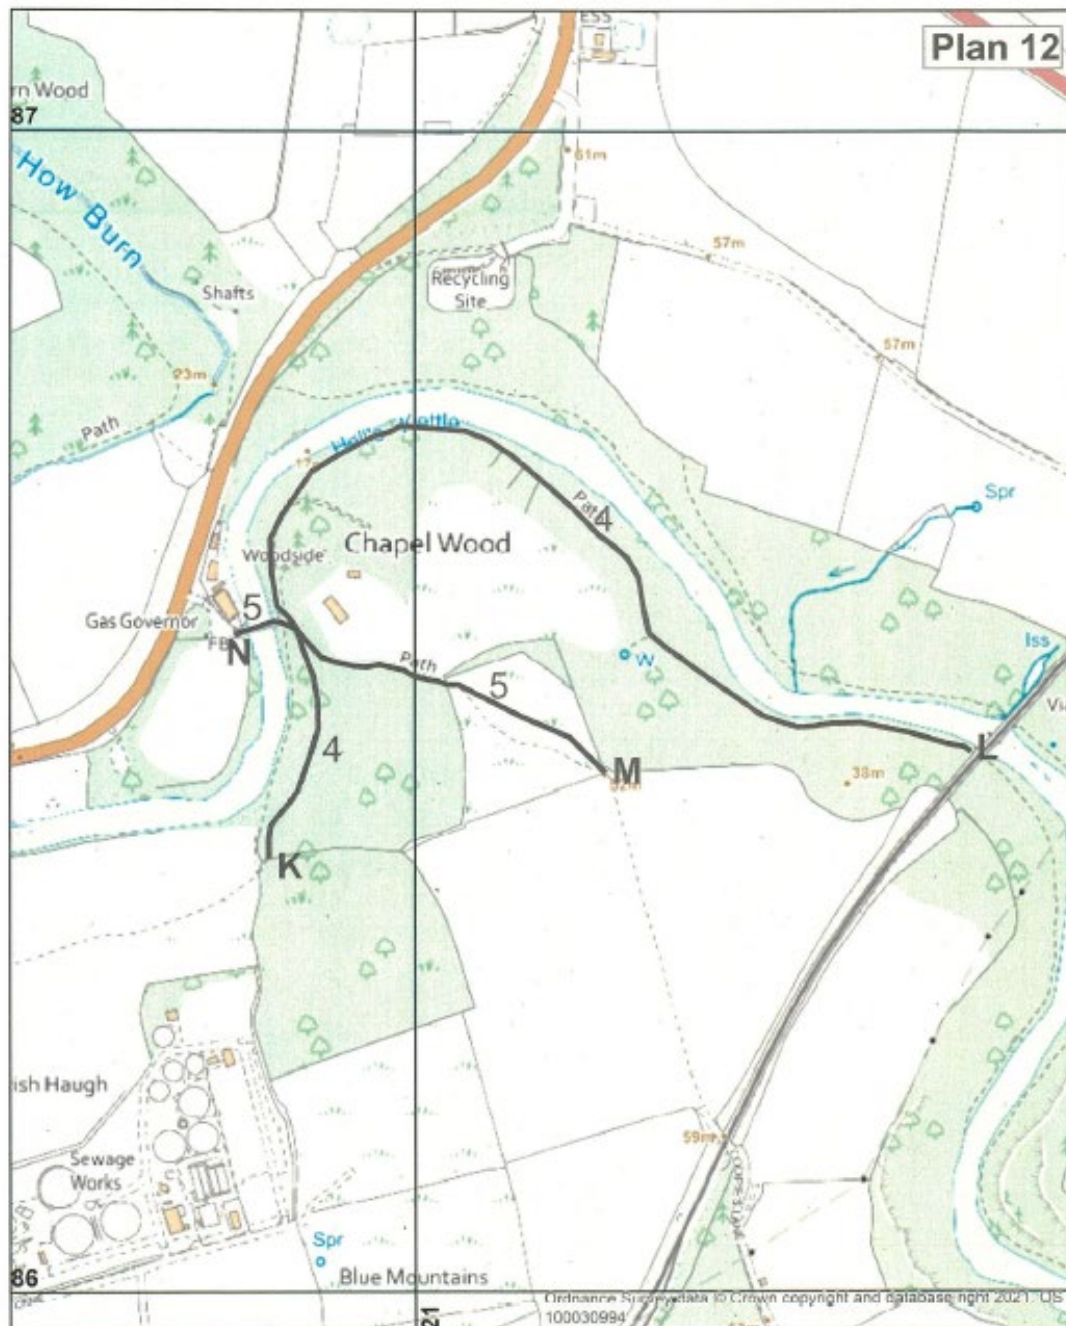 ESS
Plan 12
rn Wood
87
61m
How Burn
57m
Shafts
Recycling
Site
57m
23m
Path
Spr
Path
4
Chapel Wood
Woodside
5
Gas Governor
FB
N
Iss
W
Path
5
4
L
M
38m
K
59m
ish Haugh
Sewage
Works
Spr
86
Blue Mountains
21
Ordnance Survey data © Crown copyright and database right 2021. OS
100030994